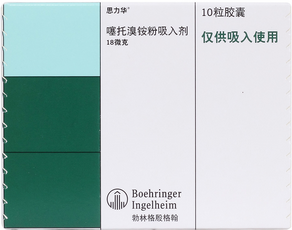 思力华
噻托溴铵粉吸入剂
18微克
10粒胶囊
仅供吸入使用
Boehringer
Ingelheim
勃林格殷格翰